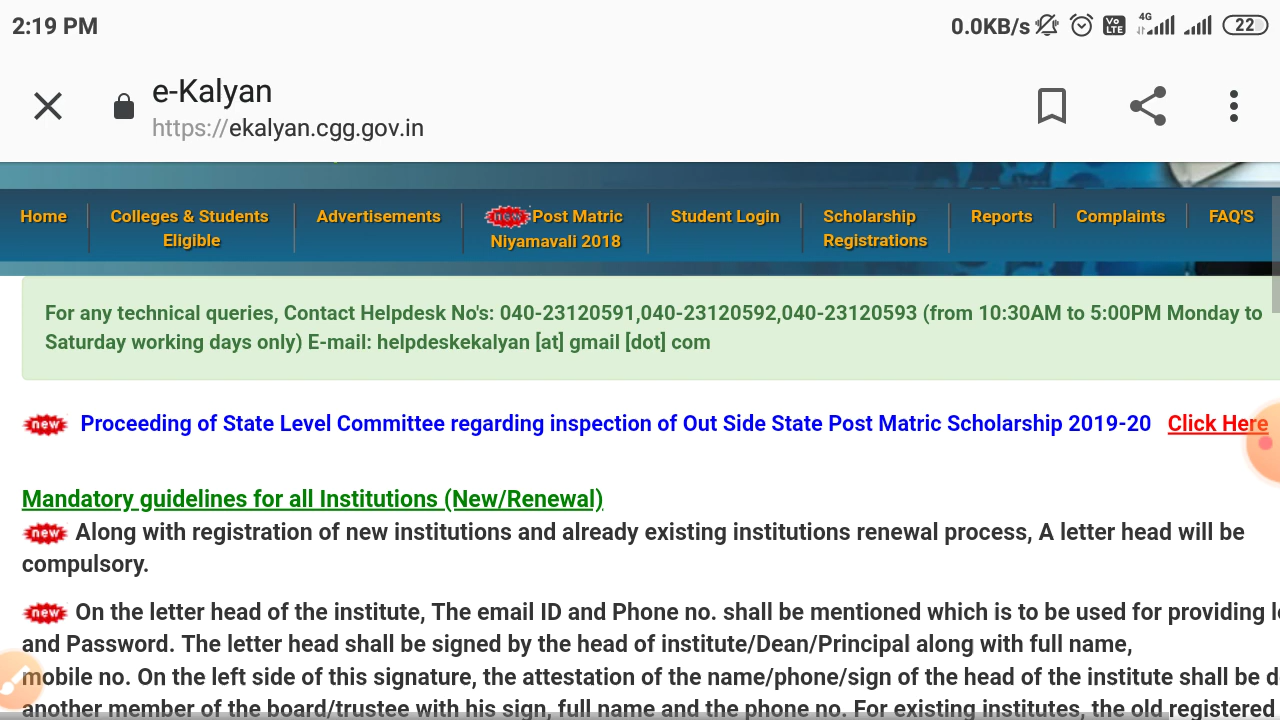 2:19 PM
0.0KB/s
Vo LTE
4G
22
e-Kalyan
https://ekalyan.cgg.gov.in
Home
Colleges & Students
Eligible
Advertisements
new Post Matric
Niyamavali 2018
Student Login
Scholarship
Registrations
Reports
Complaints
FAQ'S
For any technical queries, Contact Helpdesk No's: 040-23120591,040-23120592,040-23120593 (from 10:30AM to 5:00PM Monday to
Saturday working days only) E-mail: helpdeskekalyan [at] gmail [dot] com
new Proceeding of State Level Committee regarding inspection of Out Side State Post Matric Scholarship 2019-20 Click Here
Mandatory guidelines for all Institutions (New/Renewal)
new Along with registration of new institutions and already existing institutions renewal process, A letter head will be
compulsory.
new On the letter head of the institute, The email ID and Phone no. shall be mentioned which is to be used for providing
and Password. The letter head shall be signed by the head of institute/Dean/Principal along with full name,
mobile no. On the left side of this signature, the attestation of the name/phone/sign of the head of the institute shall be
another member of the board/trustee with his sign, full name and the phone no. For existing institutes, the old registered